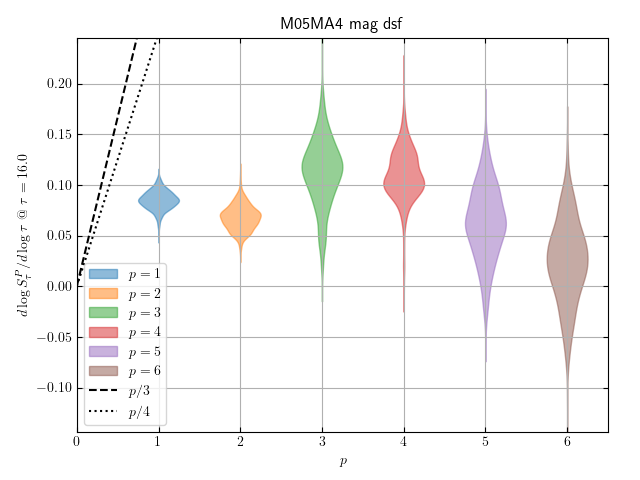 M05MA4 mag dsf
d log S_τ^P / d log τ @ τ = 16.0
0.20
0.15
0.10
0.05
0.00
−0.05
−0.10
p = 1
p = 2
p = 3
p = 4
p = 5
p = 6
p/3
p/4
0 1 2 3 4 5 6
p